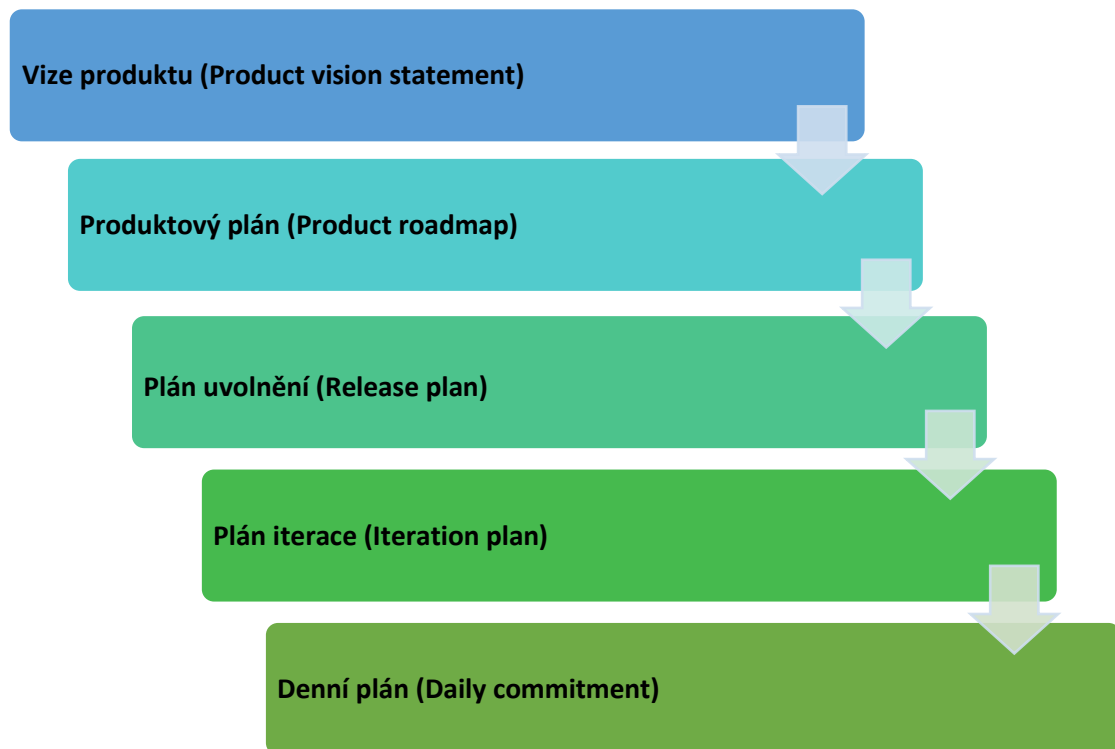 Vize produktu (Product vision statement)
Produktový plán (Product roadmap)
Plán uvolnění (Release plan)
Plán iterace (Iteration plan)
Denní plán (Daily commitment)